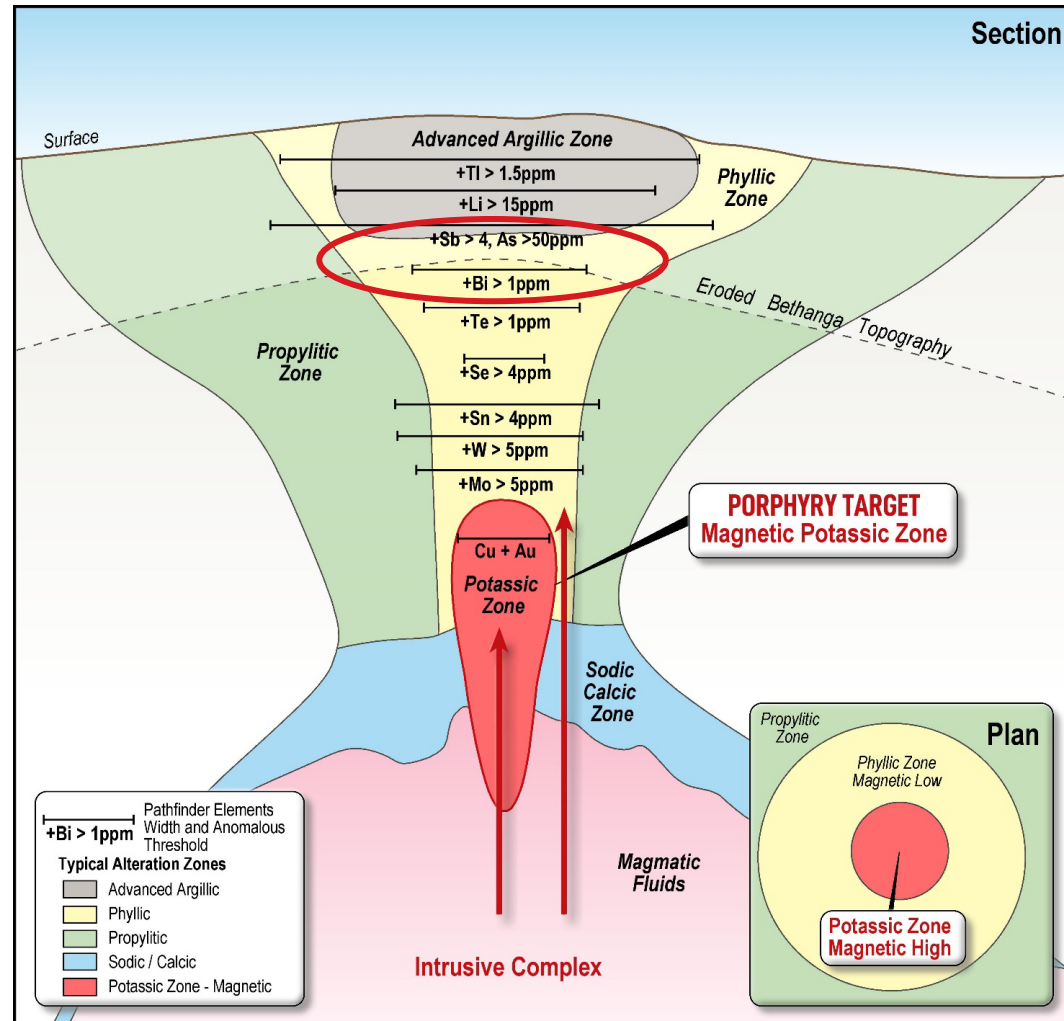 Section
Surface
Advanced Argillic Zone
+Tl > 1.5ppm
Phyllic
Zone
+Li > 15ppm
+Sb > 4, As >50ppm
+Bi > 1ppm
Eroded Bethanga Topography
+Te > 1ppm
Propylitic
Zone
+Se > 4ppm
+Sn > 4ppm
+W > 5ppm
+Mo > 5ppm
PORPHYRY TARGET
Magnetic Potassic Zone
Cu + Au
Potassic
Zone
Sodic
Calcic
Zone
Magmatic
Fluids
Intrusive Complex
+Bi > 1ppm
Pathfinder Elements
Width and Anomalous
Threshold
Typical Alteration Zones
Advanced Argillic
Phyllic
Propylitic
Sodic / Calcic
Potassic Zone - Magnetic
Propylitic
Zone
Plan
Phyllic Zone
Magnetic Low
Potassic Zone
Magnetic High